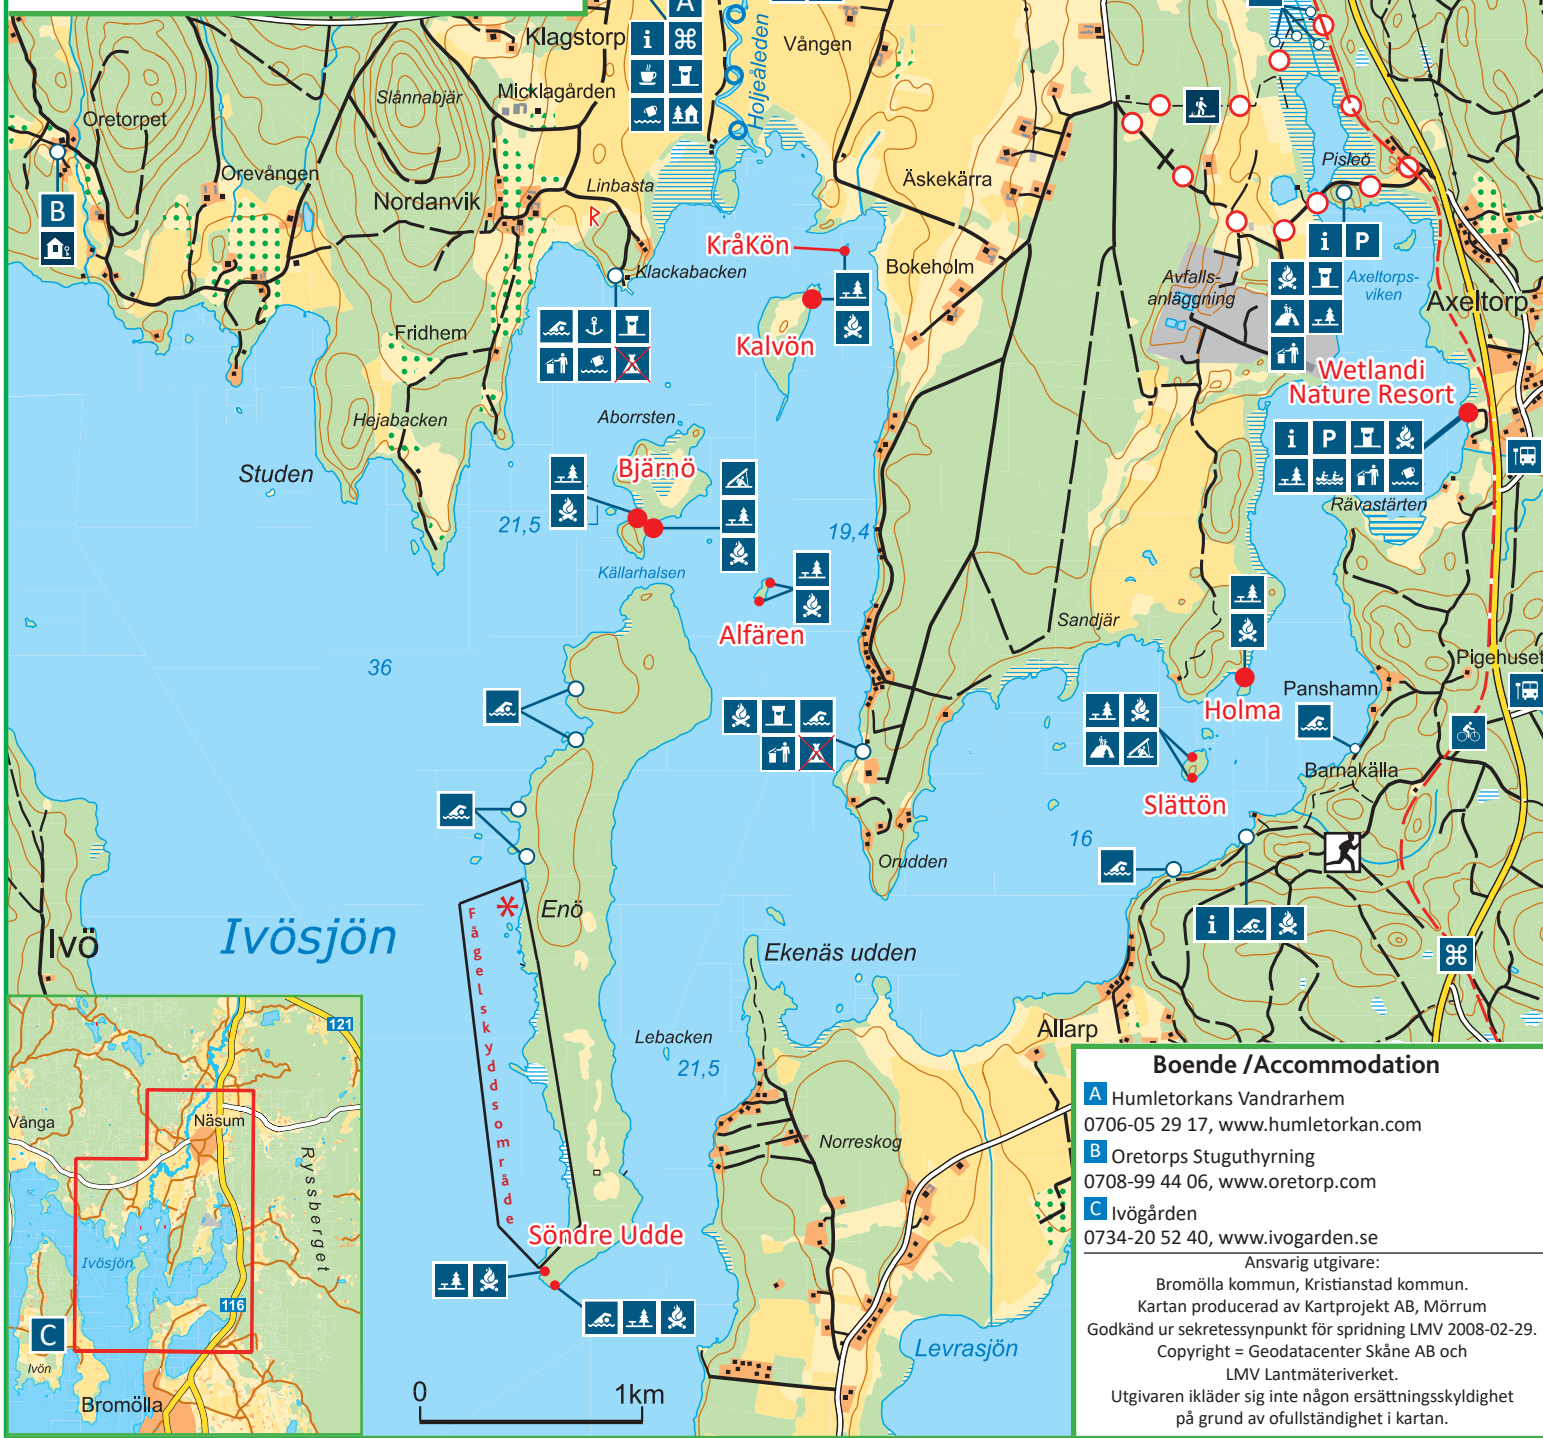 A
Klagstorp
i
Vången
Holjeåleden
Slånnabjär
Micklagården
Oretorpet
Orevången
Linbasta
Nordanvik
Äskekärra
Pisleö
B
R
KråKön
Klackabacken
Bokeholm
Avfalls-
anläggning
i P
Axeltorps-
viken
Axeltorp
Fridhem
Kalvön
Wetlandi
Nature Resort
Hejabacken
Aborrsten
i P
Studen
Bjärnö
Rävastärten
21,5
19,4
Källarhalsen
Alfären
Sandjär
36
Pigehuset
Panshamn
Holma
Barnakälla
Slättön
16
Orudden
i
Ivösjön
Ivö
Enö
Fågelskyddsområde
Ekenäs udden
Lebacken
21,5
Allarp
Norreskog
Söndre Udde
Levrasjön
0 1km
121
Vånga
Näsum
Ryssberget
Ivösjön
116
C
Ivön
Bromölla
Boende /Accommodation
A Humletorkans Vandrarhem
0706-05 29 17, www.humletorkan.com
B Oretorps Stuguthyrning
0708-99 44 06, www.oretorp.com
C Ivögården
0734-20 52 40, www.ivogarden.se
Ansvarig utgivare:
Bromölla kommun, Kristianstad kommun.
Kartan producerad av Kartprojekt AB, Mörrum
Godkänd ur sekretessynpunkt för spridning LMV 2008-02-29.
Copyright = Geodatacenter Skåne AB och
LMV Lantmäteriverket.
Utgivaren ikläder sig inte någon ersättningsskyldighet
på grund av ofullständighet i kartan.